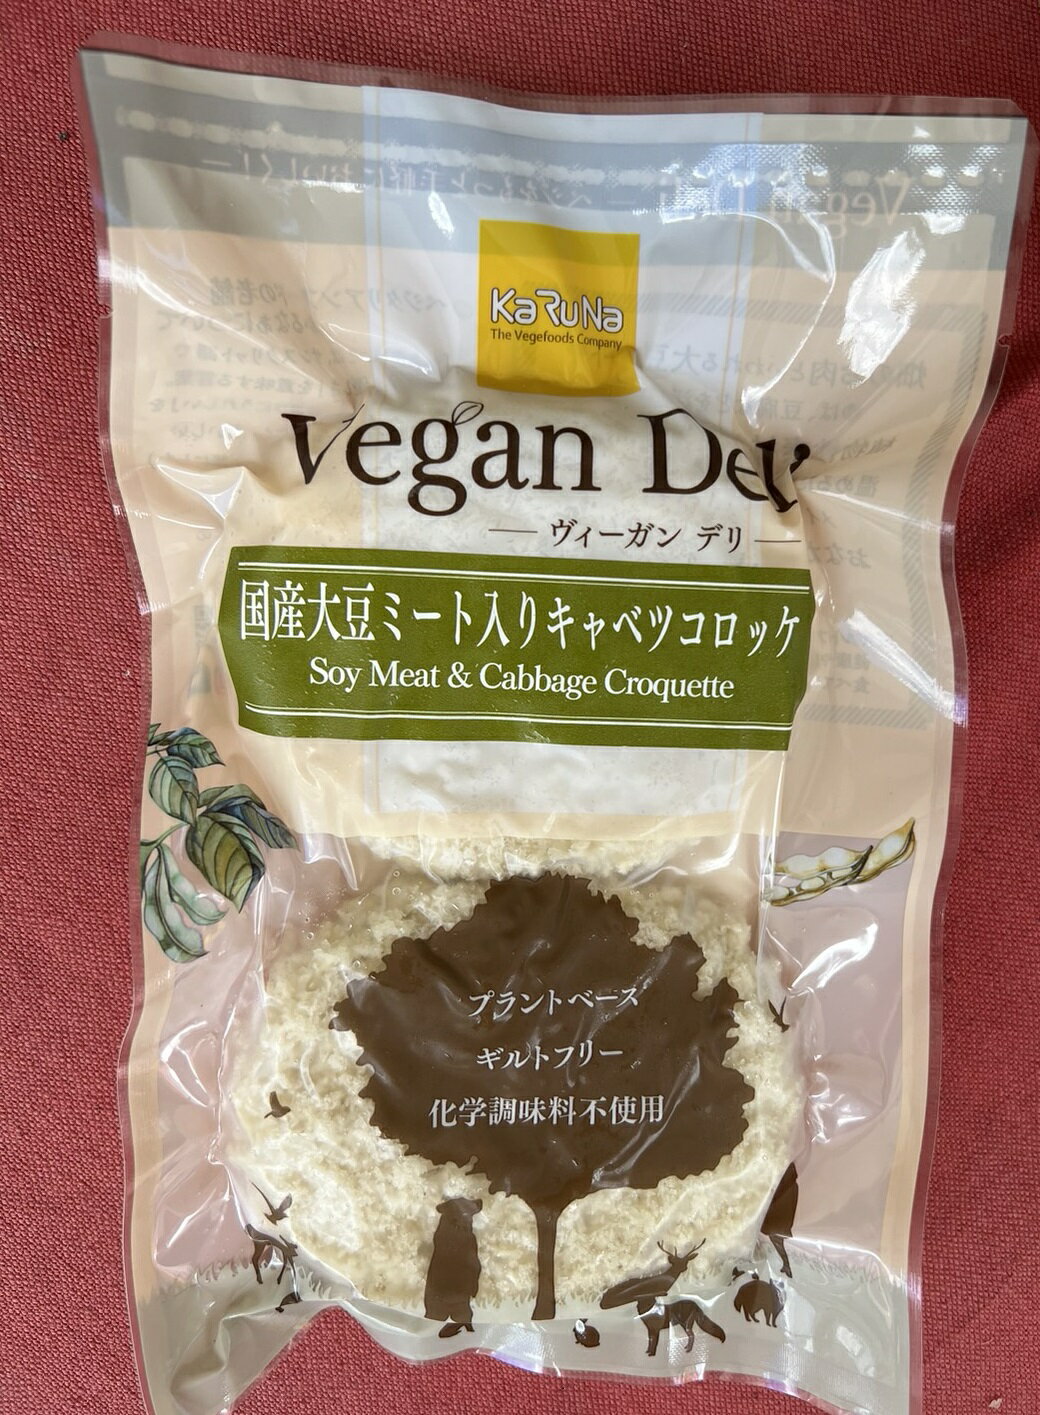 KaRuNa
The Vegefoods Company
Vegan Deli
ヴィーガン デリ
国産大豆ミート入りキャベツコロッケ
Soy Meat & Cabbage Croquette
プラントベース
ギルトフリー
化学調味料不使用